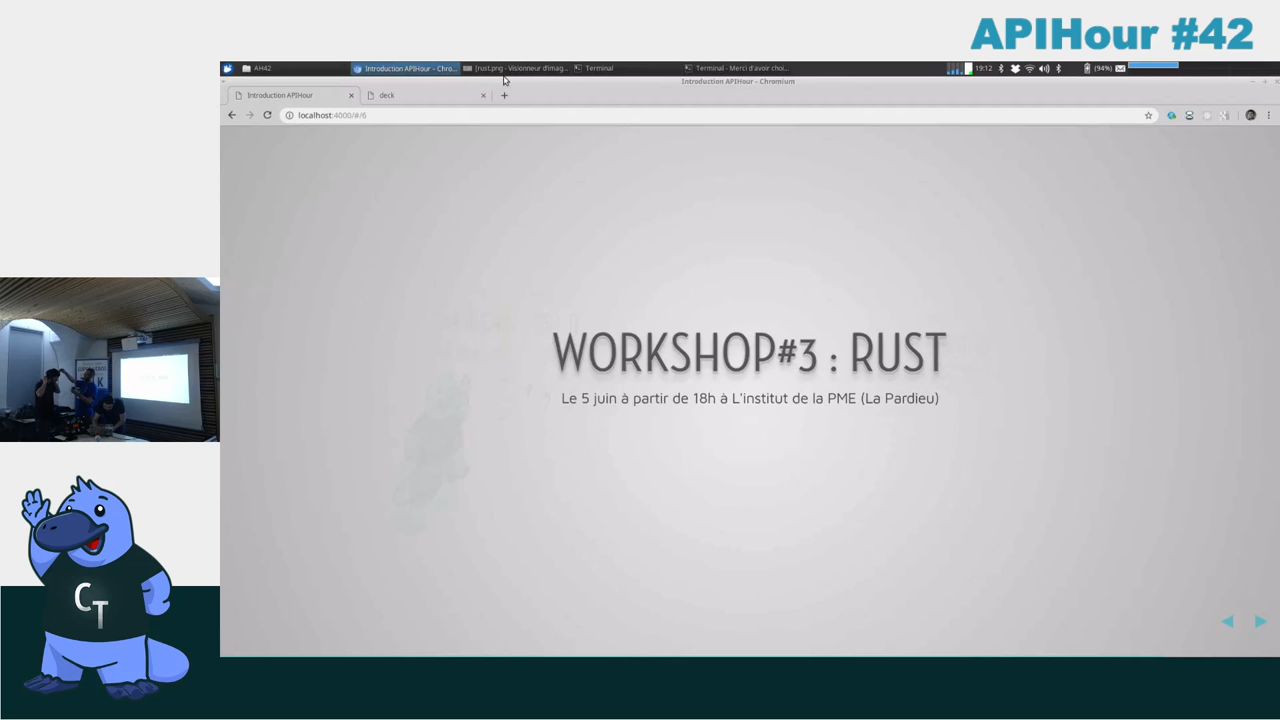 APIHour #42
AH42
Introduction APIHour - Chro...
[rust.png - Visionneur d'imag...
Terminal
Terminal - Merci d'avoir choi...
19:12
(94%)
Introduction APIHour - Chromium
Introduction APIHour
deck
localhost:4000/#/6
WORKSHOP#3 : RUST
Le 5 juin à partir de 18h à L'institut de la PME (La Pardieu)
CT